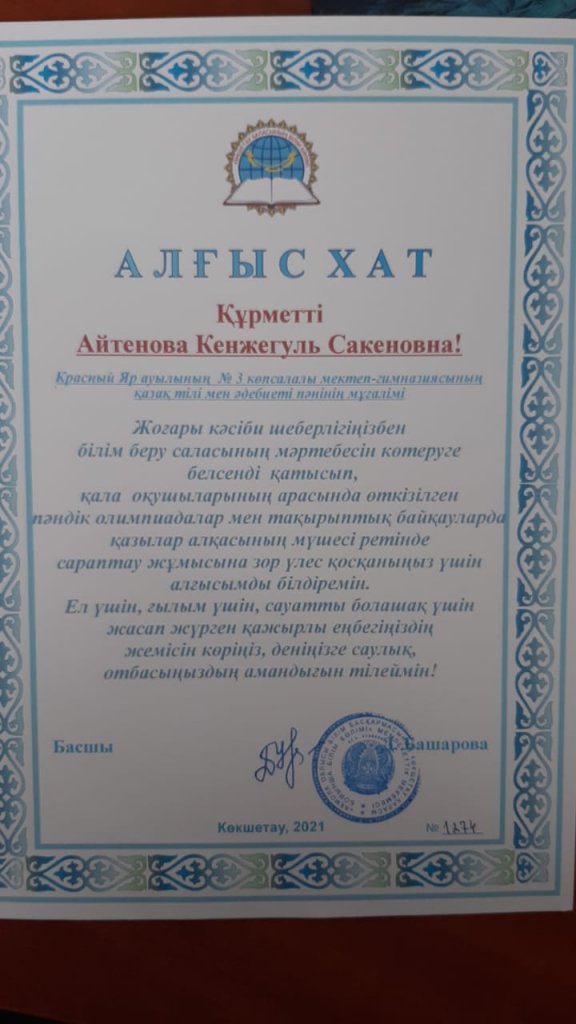 АЛҒЫС ХАТ
Құрметті
Айтенова Кенжегуль Сакеновна!
Красный Яр ауылының № 3 көпсалалы мектеп-гимназиясының
қазақ тілі мен әдебиеті пәнінің мұғалімі
Жоғары кәсіби шеберлігіңізбен
білім беру саласының мәртебесін көтеруге
белсенді қатысып,
қала оқушыларының арасында өткізілген
пәндік олимпиадалар мен тақырыптық байқауларда
қазылар алқасының мүшесі ретінде
сараптау жұмысына зор үлес қосқаныңыз үшін
алғысымды білдіремін.
Ел үшін, ғылым үшін, сауатты болашақ үшін
жасап жүрген қажырлы еңбегіңіздің
жемісін көріңіз, деніңізге саулық,
отбасыңыздың амандығын тілеймін!
Басшы
Башарова
Көкшетау, 2021
№ 1274